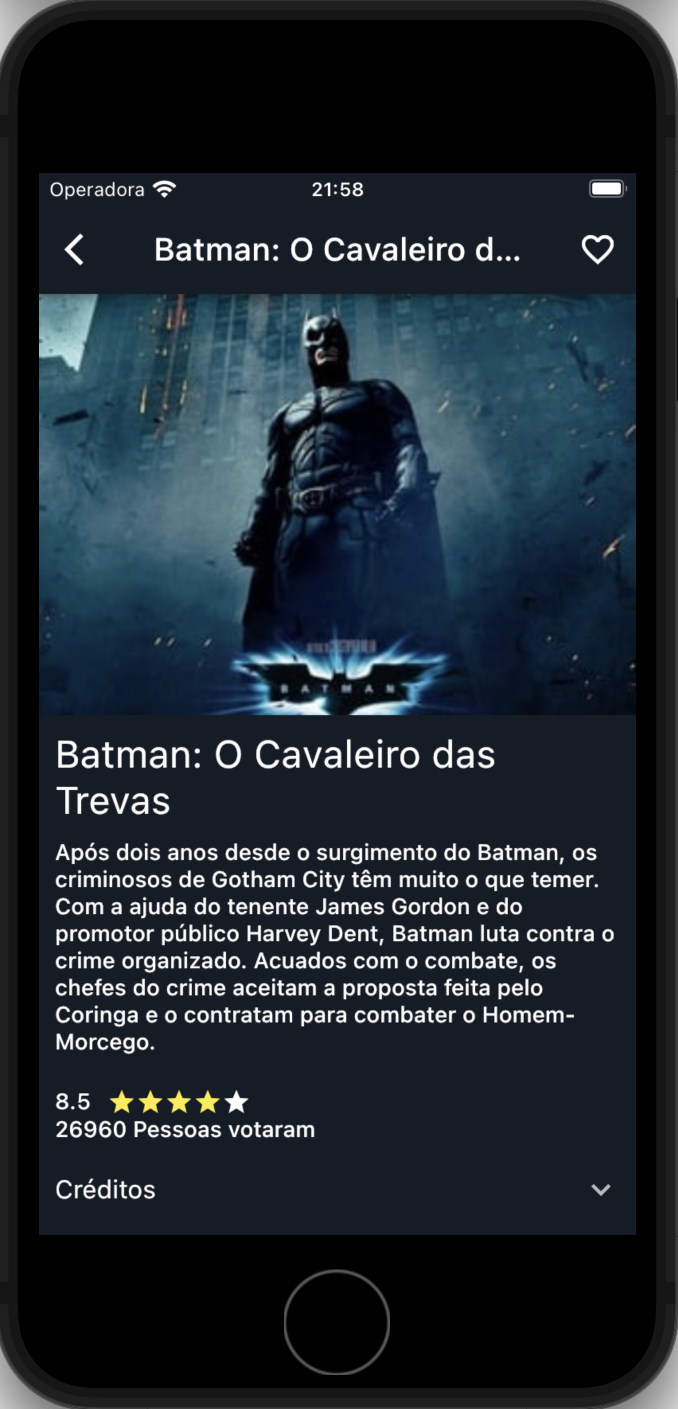 Operadora
21:58
Batman: O Cavaleiro d...
BATMAN
Batman: O Cavaleiro das
Trevas
Após dois anos desde o surgimento do Batman, os
criminosos de Gotham City têm muito o que temer.
Com a ajuda do tenente James Gordon e do
promotor público Harvey Dent, Batman luta contra o
crime organizado. Acuados com o combate, os
chefes do crime aceitam a proposta feita pelo
Coringa e o contratam para combater o Homem-
Morcego.
8.5
26960 Pessoas votaram
Créditos